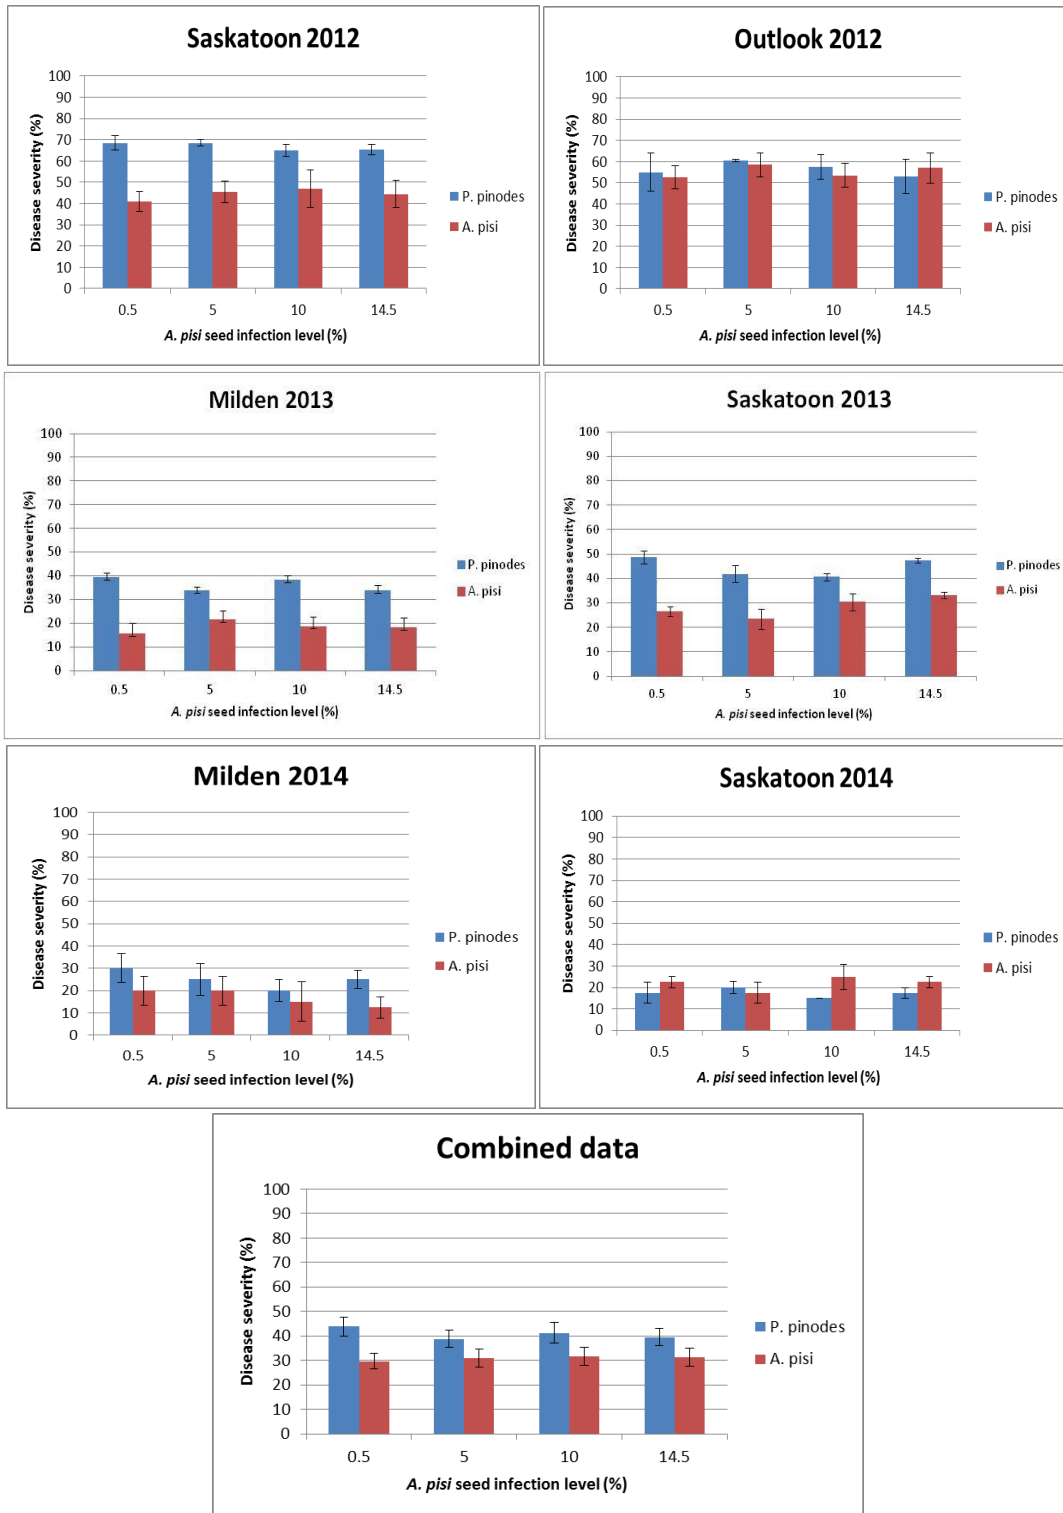 Saskatoon 2012
100
90
80
70
60
50
40
30
20
10
0
Disease severity (%)
0.5 5 10 14.5
A. pisi seed infection level (%)
P. pinodes
A. pisi
Outlook 2012
100
90
80
70
60
50
40
30
20
10
0
Disease severity (%)
0.5 5 10 14.5
A. pisi seed infection level (%)
P. pinodes
A. pisi
Milden 2013
100
90
80
70
60
50
40
30
20
10
0
Disease severity (%)
0.5 5 10 14.5
A. pisi seed infection level (%)
P. pinodes
A. pisi
Saskatoon 2013
100
90
80
70
60
50
40
30
20
10
0
Disease severity (%)
0.5 5 10 14.5
A. pisi seed infection level (%)
P. pinodes
A. pisi
Milden 2014
100
90
80
70
60
50
40
30
20
10
0
Disease severity (%)
0.5 5 10 14.5
A. pisi seed infection level (%)
P. pinodes
A. pisi
Saskatoon 2014
100
90
80
70
60
50
40
30
20
10
0
Disease severity (%)
0.5 5 10 14.5
A. pisi seed infection level (%)
P. pinodes
A. pisi
Combined data
100
90
80
70
60
50
40
30
20
10
0
Disease severity (%)
0.5 5 10 14.5
A. pisi seed infection level (%)
P. pinodes
A. pisi